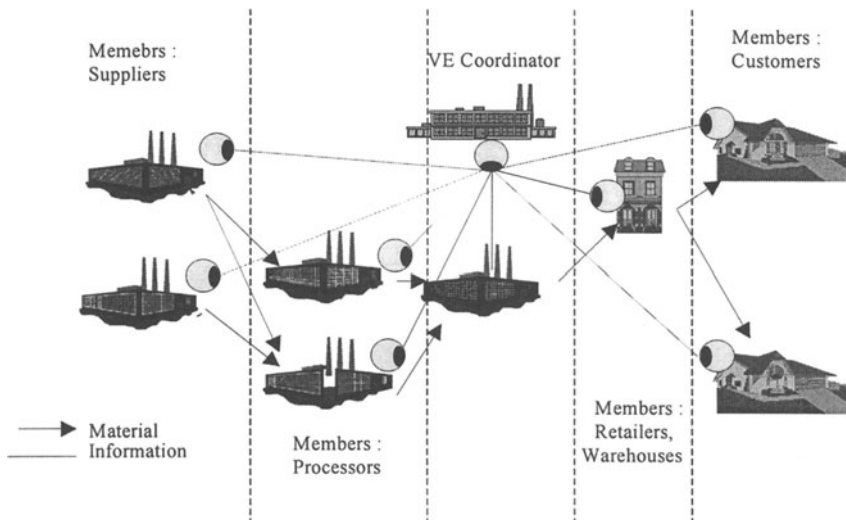 Memebrs :
Suppliers
VE Coordinator
Members :
Customers
Material
Information
Members :
Processors
Members :
Retailers,
Warehouses